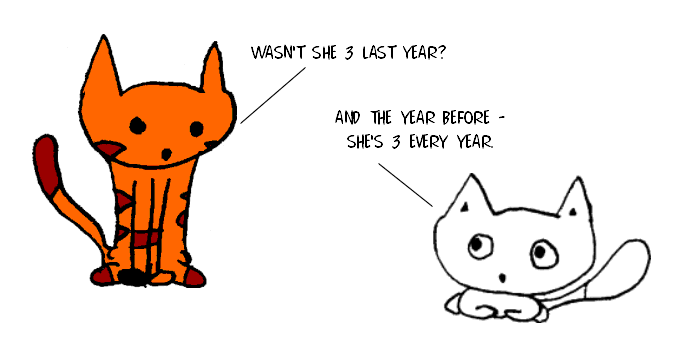 WASN'T SHE 3 LAST YEAR?
AND THE YEAR BEFORE -
SHE'S 3 EVERY YEAR.